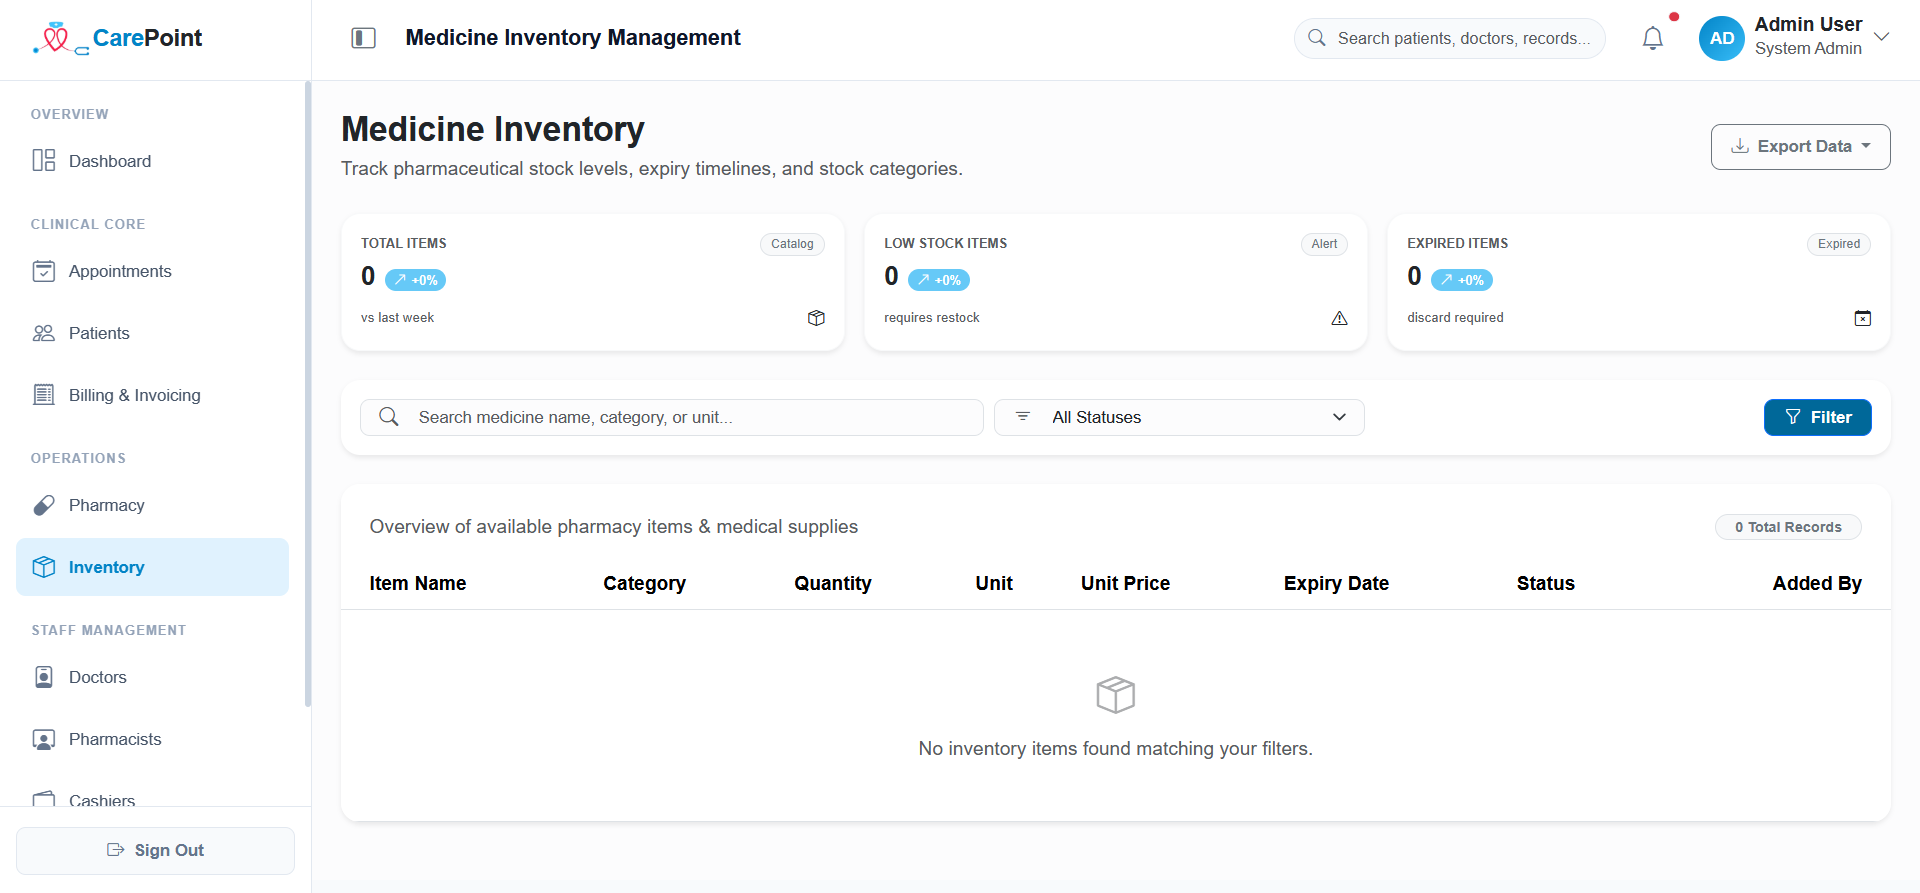 CarePoint
Medicine Inventory Management
Search patients, doctors, records...
AD
Admin User
System Admin
OVERVIEW
Dashboard
CLINICAL CORE
Appointments
Patients
Billing & Invoicing
OPERATIONS
Pharmacy
Inventory
STAFF MANAGEMENT
Doctors
Pharmacists
Cashiers
Sign Out
Medicine Inventory
Track pharmaceutical stock levels, expiry timelines, and stock categories.
Export Data
TOTAL ITEMS
Catalog
0
+0%
vs last week
LOW STOCK ITEMS
Alert
0
+0%
requires restock
EXPIRED ITEMS
Expired
0
+0%
discard required
Search medicine name, category, or unit...
All Statuses
Filter
Overview of available pharmacy items & medical supplies
0 Total Records
Item Name Category Quantity Unit Unit Price Expiry Date Status Added By
No inventory items found matching your filters.